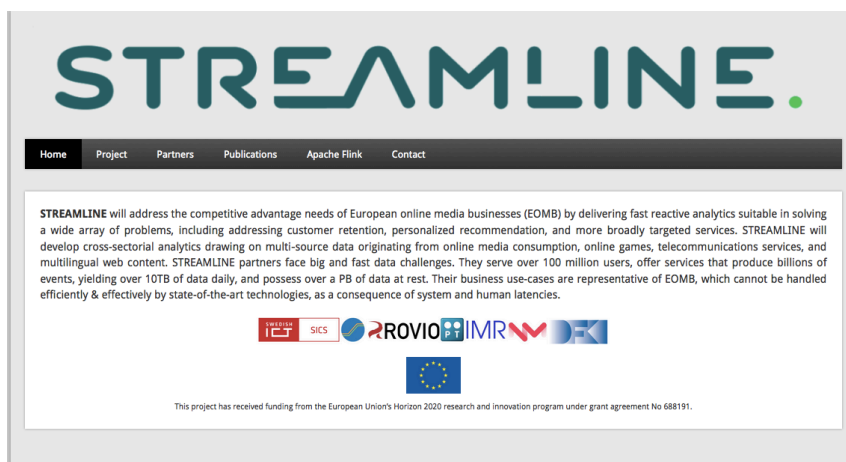 STREAMLINE.
Home Project Partners Publications Apache Flink Contact
STREAMLINE will address the competitive advantage needs of European online media businesses (EOMB) by delivering fast reactive analytics suitable in solving
a wide array of problems, including addressing customer retention, personalized recommendation, and more broadly targeted services. STREAMLINE will
develop cross-sectorial analytics drawing on multi-source data originating from online media consumption, online games, telecommunications services, and
multilingual web content. STREAMLINE partners face big and fast data challenges. They serve over 100 million users, offer services that produce billions of
events, yielding over 10TB of data daily, and possess over a PB of data at rest. Their business use-cases are representative of EOMB, which cannot be handled
efficiently & effectively by state-of-the-art technologies, as a consequence of system and human latencies.
SWEDISH ICT SICS ROVIO PT IMR DFKI
This project has received funding from the European Union's Horizon 2020 research and innovation program under grant agreement No 688191.